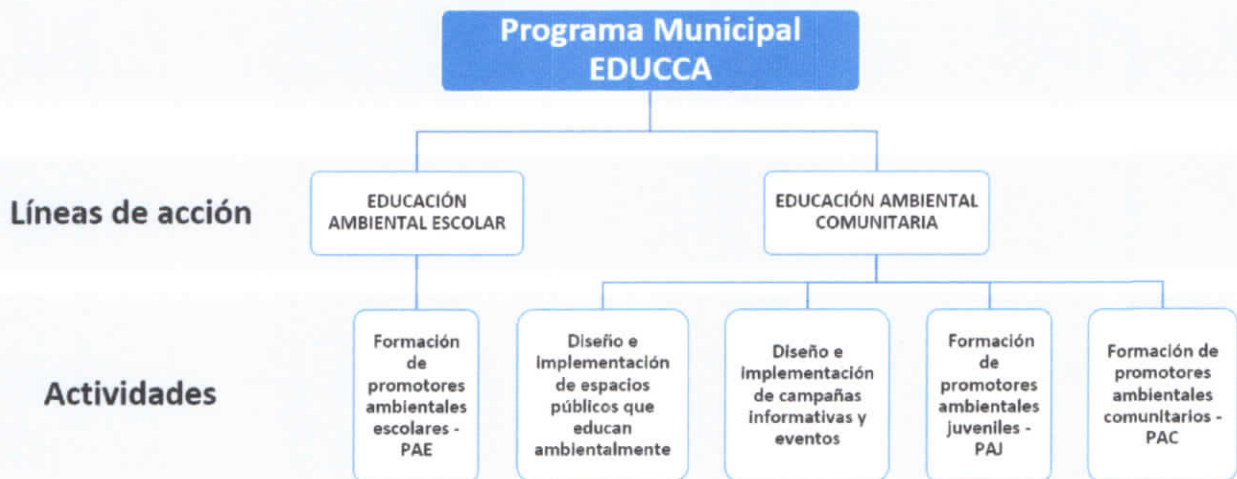 Programa Municipal
EDUCCA
Líneas de acción
EDUCACIÓN
AMBIENTAL ESCOLAR
EDUCACIÓN AMBIENTAL
COMUNITARIA
Actividades
Formación
de
promotores
ambientales
escolares -
PAE
Diseño e
implementación
de espacios
públicos que
educan
ambientalmente
Diseño e
implementación
de campañas
informativas y
eventos
Formación
de
promotores
ambientales
juveniles -
PAJ
Formación de
promotores
ambientales
comunitarios -
PAC